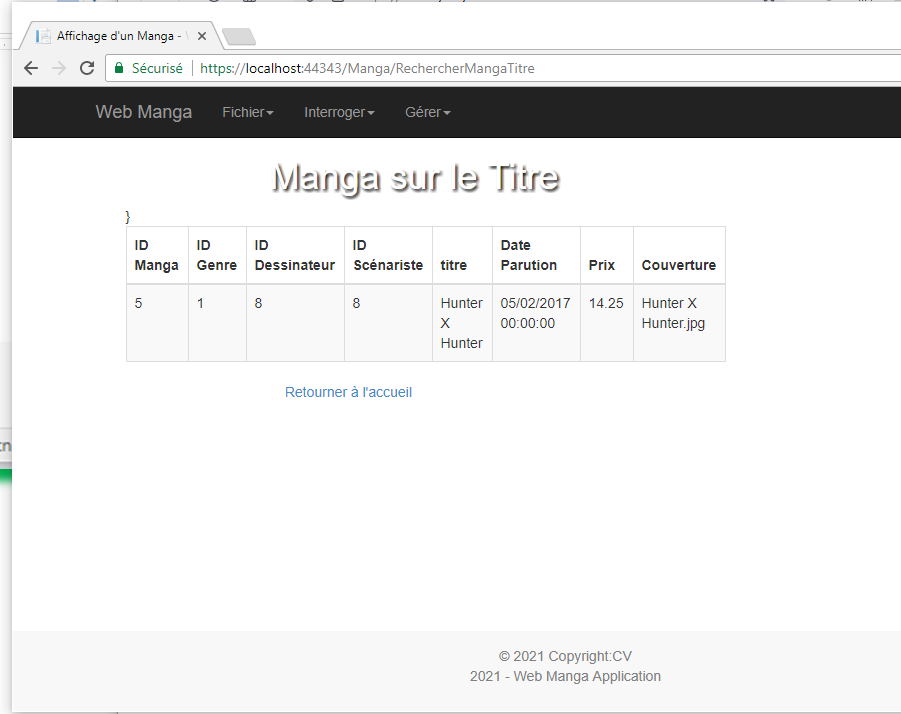 Affichage d'un Manga -
Sécurisé
https://localhost:44343/Manga/RechercherMangaTitre
Web Manga Fichier Interroger Gérer
Manga sur le Titre
}
ID Manga
ID Genre
ID Dessinateur
ID Scénariste
titre
Date Parution
Prix
Couverture
5
1
8
8
Hunter
X
Hunter
05/02/2017
00:00:00
14.25
Hunter X
Hunter.jpg
Retourner à l'accueil
© 2021 Copyright:CV
2021 - Web Manga Application